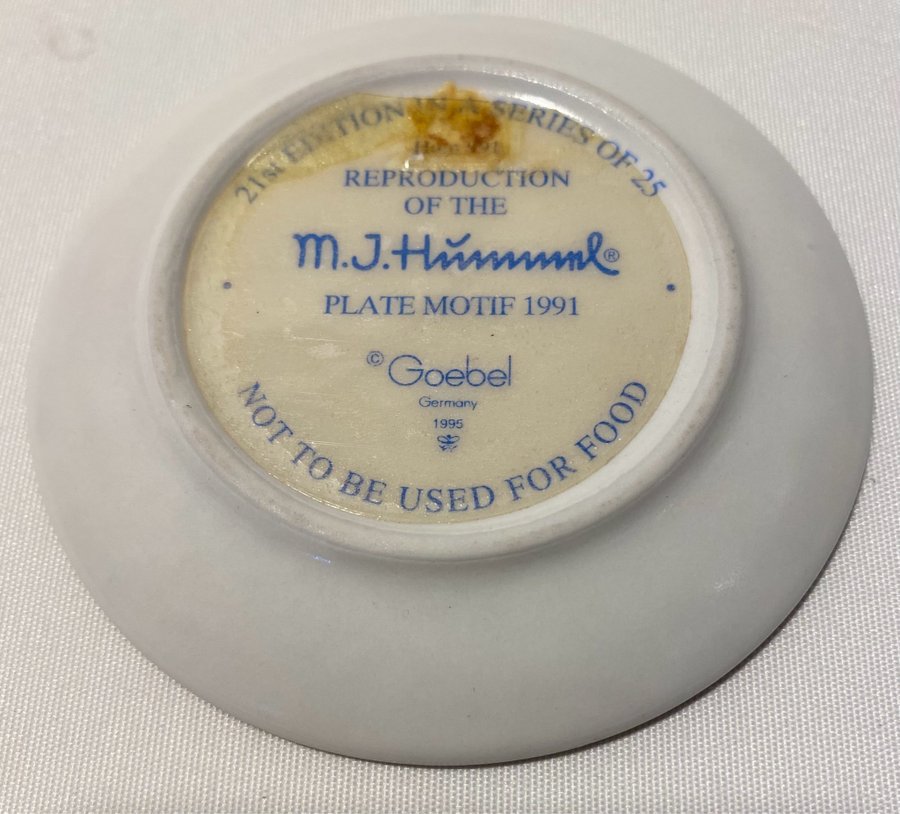 21st EDITION IN A SERIES OF 25
REPRODUCTION
OF THE
M.J.Hummel®
PLATE MOTIF 1991
© Goebel
Germany
1995
NOT TO BE USED FOR FOOD